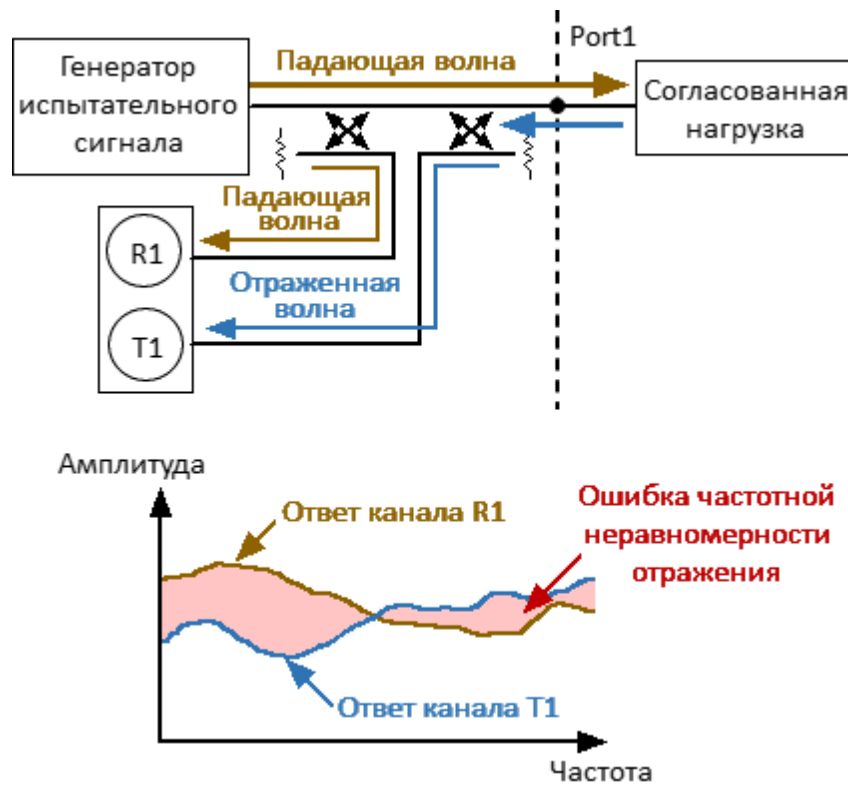 Port1
Генератор
испытательного
сигнала
Падающая волна
Согласованная
нагрузка
Падающая
волна
R1
Отраженная
волна
T1
Амплитуда
Ответ канала R1
Ошибка частотной
неравномерности
отражения
Ответ канала T1
Частота